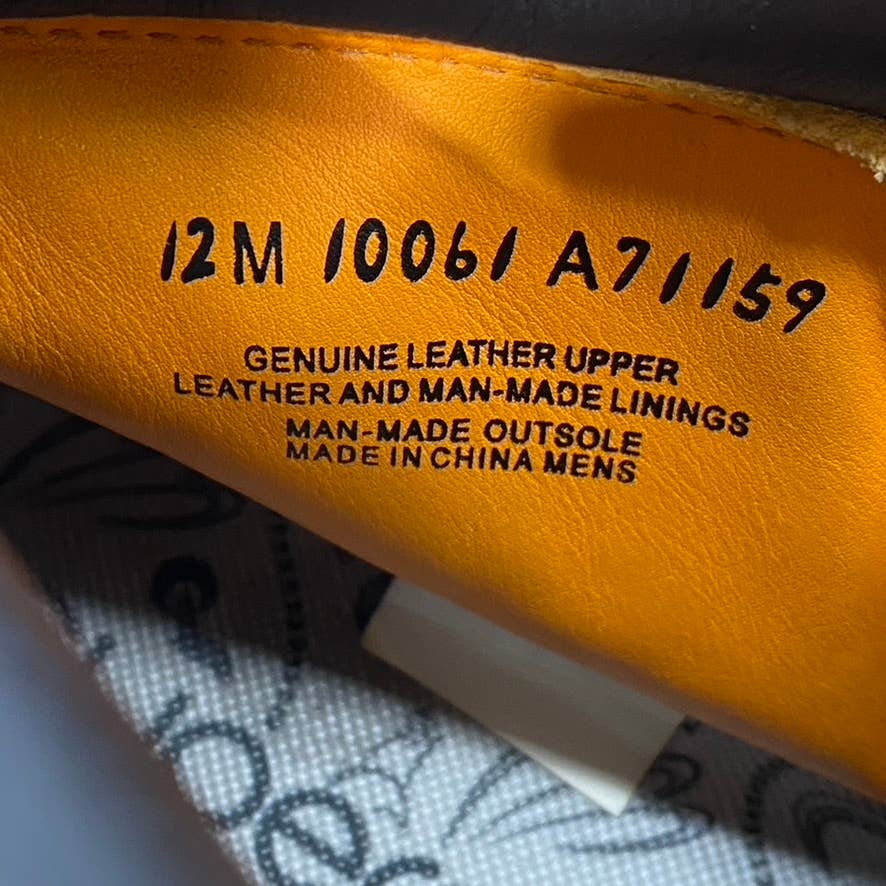 12M 10061 A71159
GENUINE LEATHER UPPER
LEATHER AND MAN-MADE LININGS
MAN-MADE OUTSOLE
MADE IN CHINA MENS